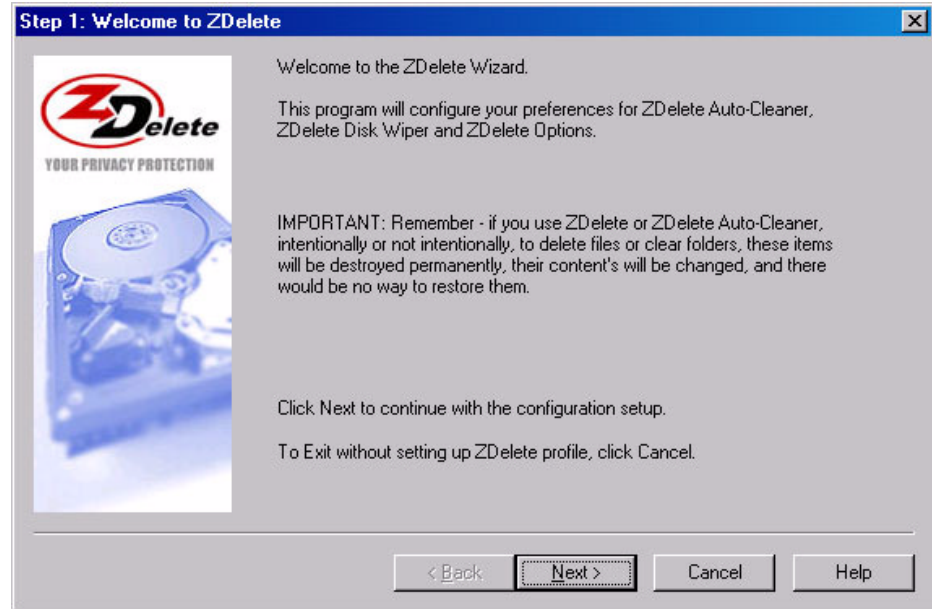 Step 1: Welcome to ZDelete
ZDelete
YOUR PRIVACY PROTECTION
Welcome to the ZDelete Wizard.
This program will configure your preferences for ZDelete Auto-Cleaner,
ZDelete Disk Wiper and ZDelete Options.
IMPORTANT: Remember - if you use ZDelete or ZDelete Auto-Cleaner,
intentionally or not intentionally, to delete files or clear folders, these items
will be destroyed permanently, their content's will be changed, and there
would be no way to restore them.
Click Next to continue with the configuration setup.
To Exit without setting up ZDelete profile, click Cancel.
< Back
Next >
Cancel
Help